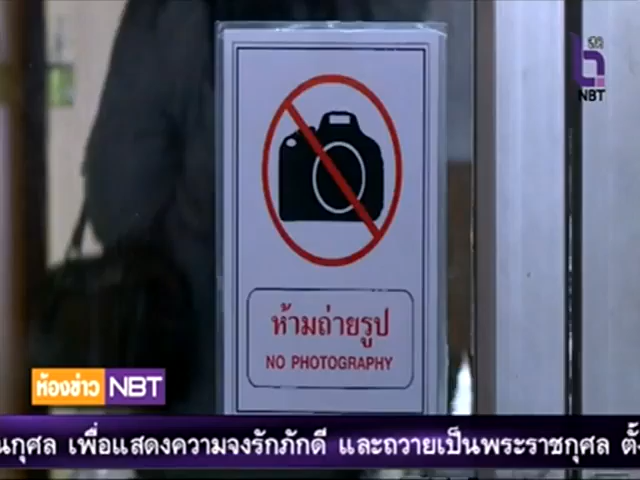 NBT
ห้ามถ่ายรูป
NO PHOTOGRAPHY
ห้องข่าว NBT
นกุศล เพื่อแสดงความจงรักภักดี และถวายเป็นพระราชกุศล ตั้ง